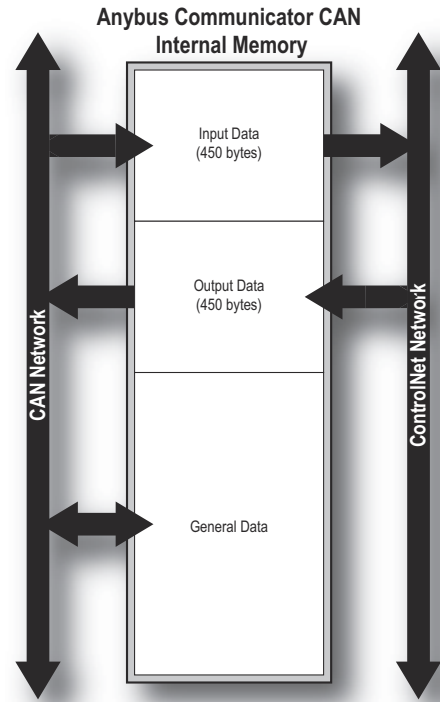 Anybus Communicator CAN
Internal Memory
Input Data
(450 bytes)
Output Data
(450 bytes)
CAN Network
ControlNet Network
General Data